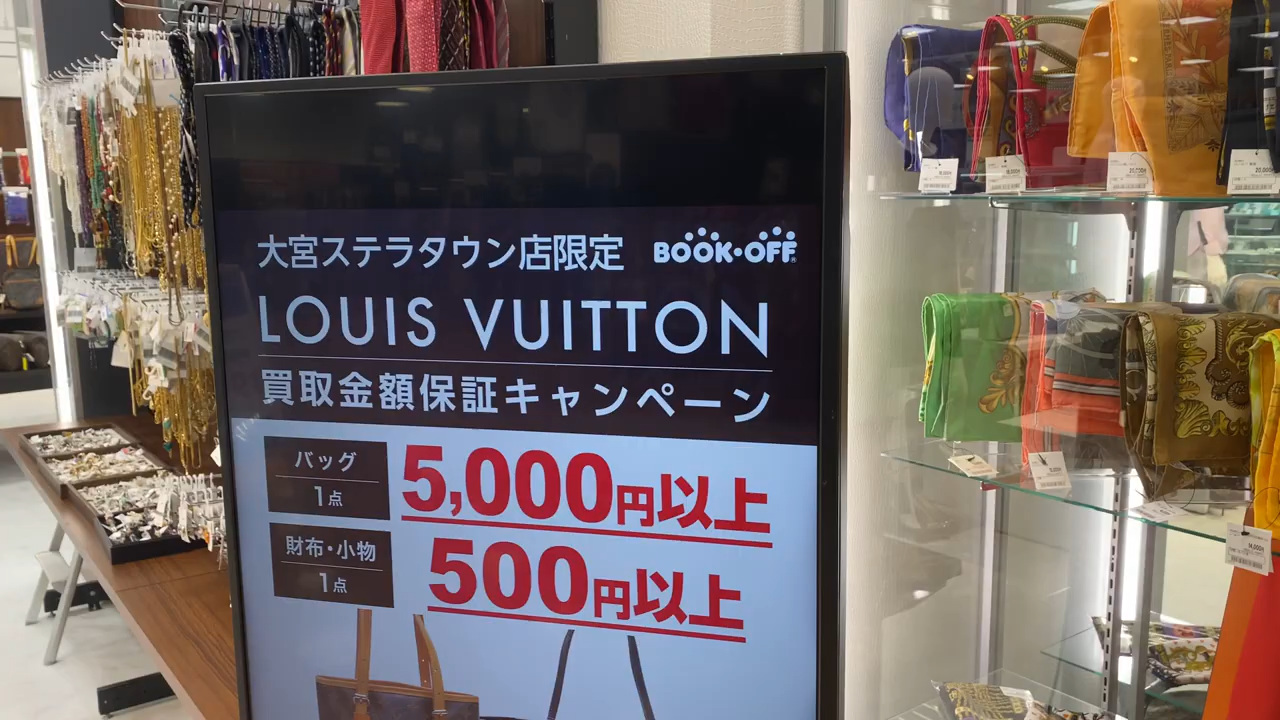 大宮ステラタウン店限定 BOOK・OFF
LOUIS VUITTON
買取金額保証キャンペーン
バッグ
1点
5,000円以上
財布・小物
1点
500円以上